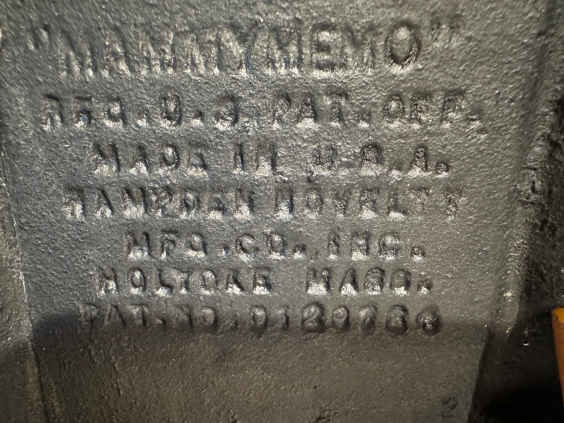 "MAMMYMEMO"
REG. U.S. PAT. OFF.
MADE IN U.S.A.
HAMPDEN NOVELTY
MFG. CO., INC.
HOLYOKE MASS.
PAT. NO.